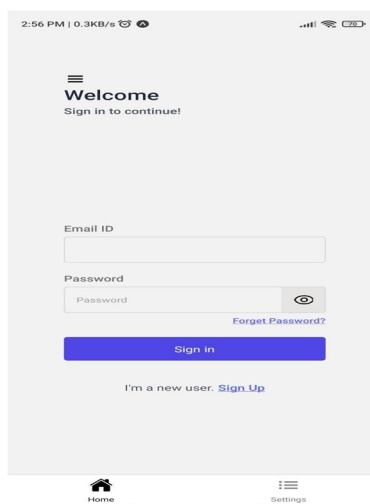 2:56 PM | 0.3KB/s 70
Welcome
Sign in to continue!
Email ID
Password
Password
Forget Password?
Sign in
I'm a new user. Sign Up
Home Settings